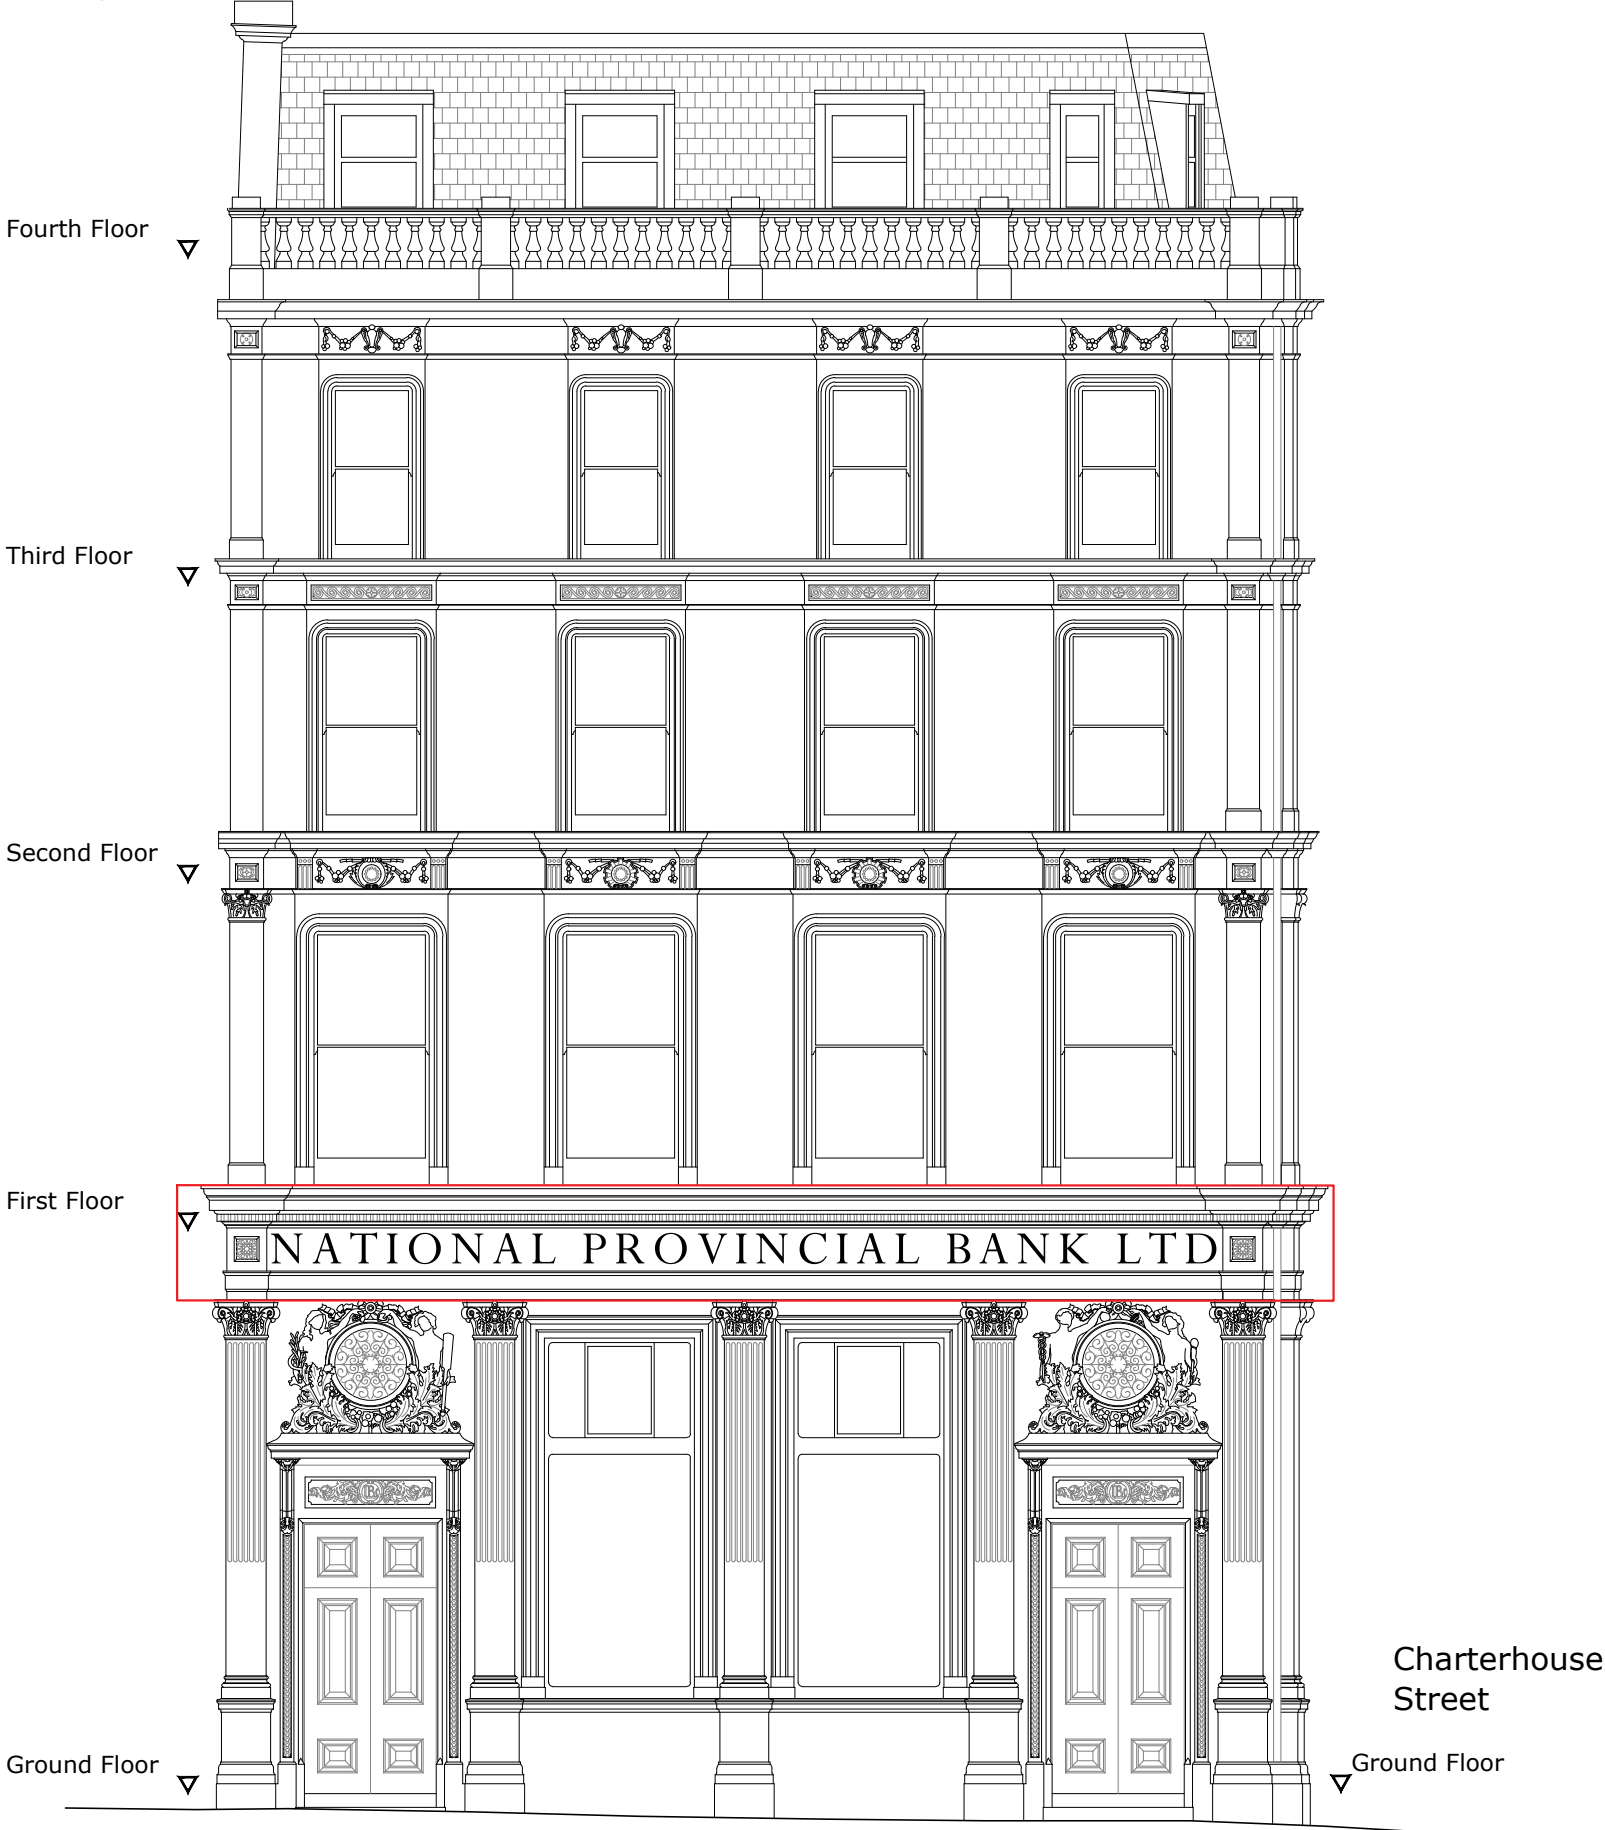 Fourth Floor
Third Floor
Second Floor
First Floor
NATIONAL PROVINCIAL BANK LTD
Charterhouse
Street
Ground Floor
Ground Floor